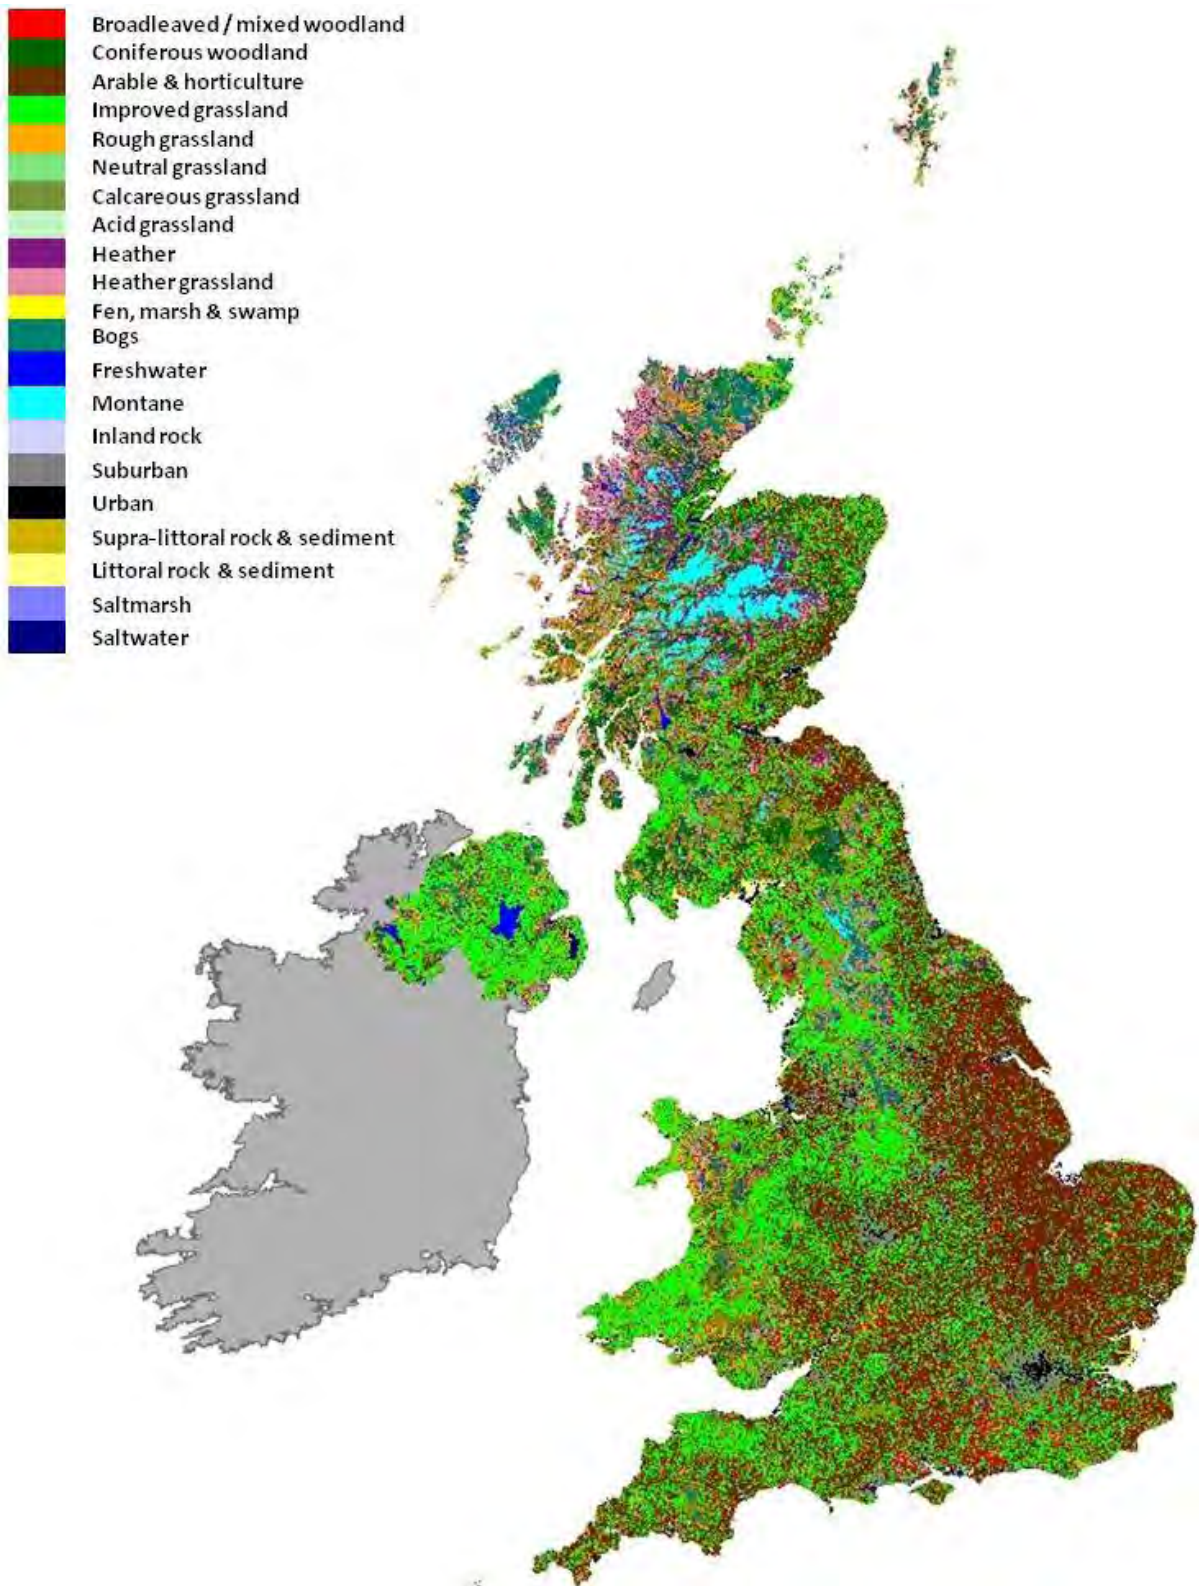 Broadleaved / mixed woodland
Coniferous woodland
Arable & horticulture
Improved grassland
Rough grassland
Neutral grassland
Calcareous grassland
Acid grassland
Heather
Heather grassland
Fen, marsh & swamp
Bogs
Freshwater
Montane
Inland rock
Suburban
Urban
Supra-littoral rock & sediment
Littoral rock & sediment
Saltmarsh
Saltwater